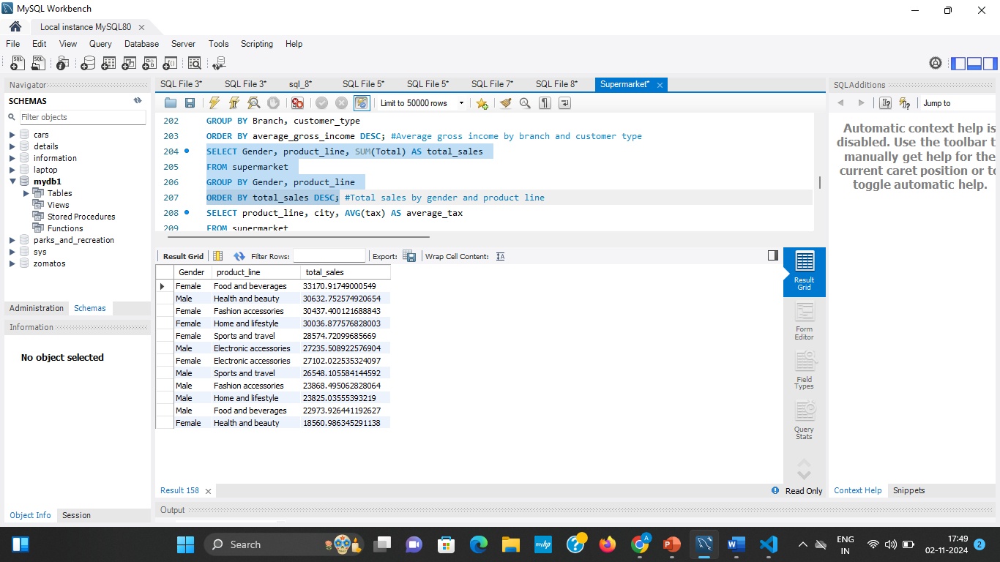 MySQL Workbench
Local instance MySQL80
File Edit View Query Database Server Tools Scripting Help
Navigator
SCHEMAS
Filter objects
cars
details
information
laptop
mydb1
Tables
Views
Stored Procedures
Functions
parks_and_recreation
sys
zomatos
Administration Schemas
Information
No object selected
Object Info Session
SQL File 3* SQL File 3* sql_8* SQL File 5* SQL File 5* SQL File 7* SQL File 8* Supermarket*
Limit to 50000 rows
202 GROUP BY Branch, customer_type
203 ORDER BY average_gross_income DESC; #Average gross income by branch and customer type
204 SELECT Gender, product_line, SUM(Total) AS total_sales
205 FROM supermarket
206 GROUP BY Gender, product_line
207 ORDER BY total_sales DESC; #Total sales by gender and product line
208 SELECT product_line, city, AVG(tax) AS average_tax
209 FROM supermarket
Result Grid Filter Rows: Export: Wrap Cell Content: IA
Gender product_line total_sales
Female Food and beverages 33170.91749000549
Male Health and beauty 30632.752574920654
Female Fashion accessories 30437.400121688843
Female Home and lifestyle 30036.877576828003
Female Sports and travel 28574.72099685669
Male Electronic accessories 27235.508922576904
Female Electronic accessories 27102.022535324097
Male Sports and travel 26548.105584144592
Male Fashion accessories 23868.495062828064
Male Home and lifestyle 23825.03555393219
Male Food and beverages 22973.926441192627
Female Health and beauty 18560.986345291138
Result Grid
Form Editor
Field Types
Query Stats
Result 158
Read Only
Output
SQLAdditions
Jump to
Automatic context help is
disabled. Use the toolbar t
manually get help for the
current caret position or to
toggle automatic help.
Context Help Snippets
Search
ENG
IN
17:49
02-11-2024
2